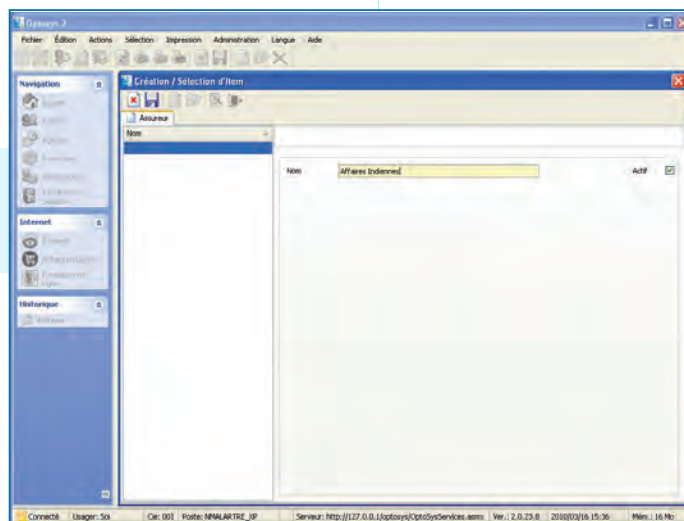 Optosys 2
Fichier Édition Actions Sélection Impression Administration Langue Aide
Navigation
Création / Sélection d'Item
Assureur
Nom
Nom Affaires Indiennes Actif
Internet
Historique
Connecté Usager: Soi Cie: 001 Poste: NMALARTRE_XP Serveur: http://127.0.0.1/optosys/OptoSysServices.asmx Ver.: 2.0.23.8 2010/03/16 15:36 Mém.: 16 Mo